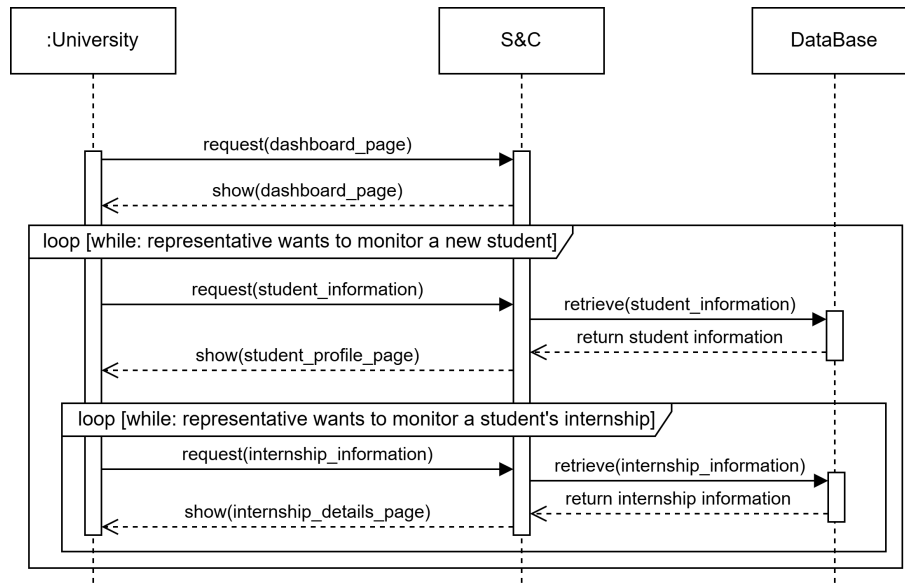 :University
S&C
DataBase
request(dashboard_page)
show(dashboard_page)
loop [while: representative wants to monitor a new student]
request(student_information)
retrieve(student_information)
return student information
show(student_profile_page)
loop [while: representative wants to monitor a student's internship]
request(internship_information)
retrieve(internship_information)
return internship information
show(internship_details_page)